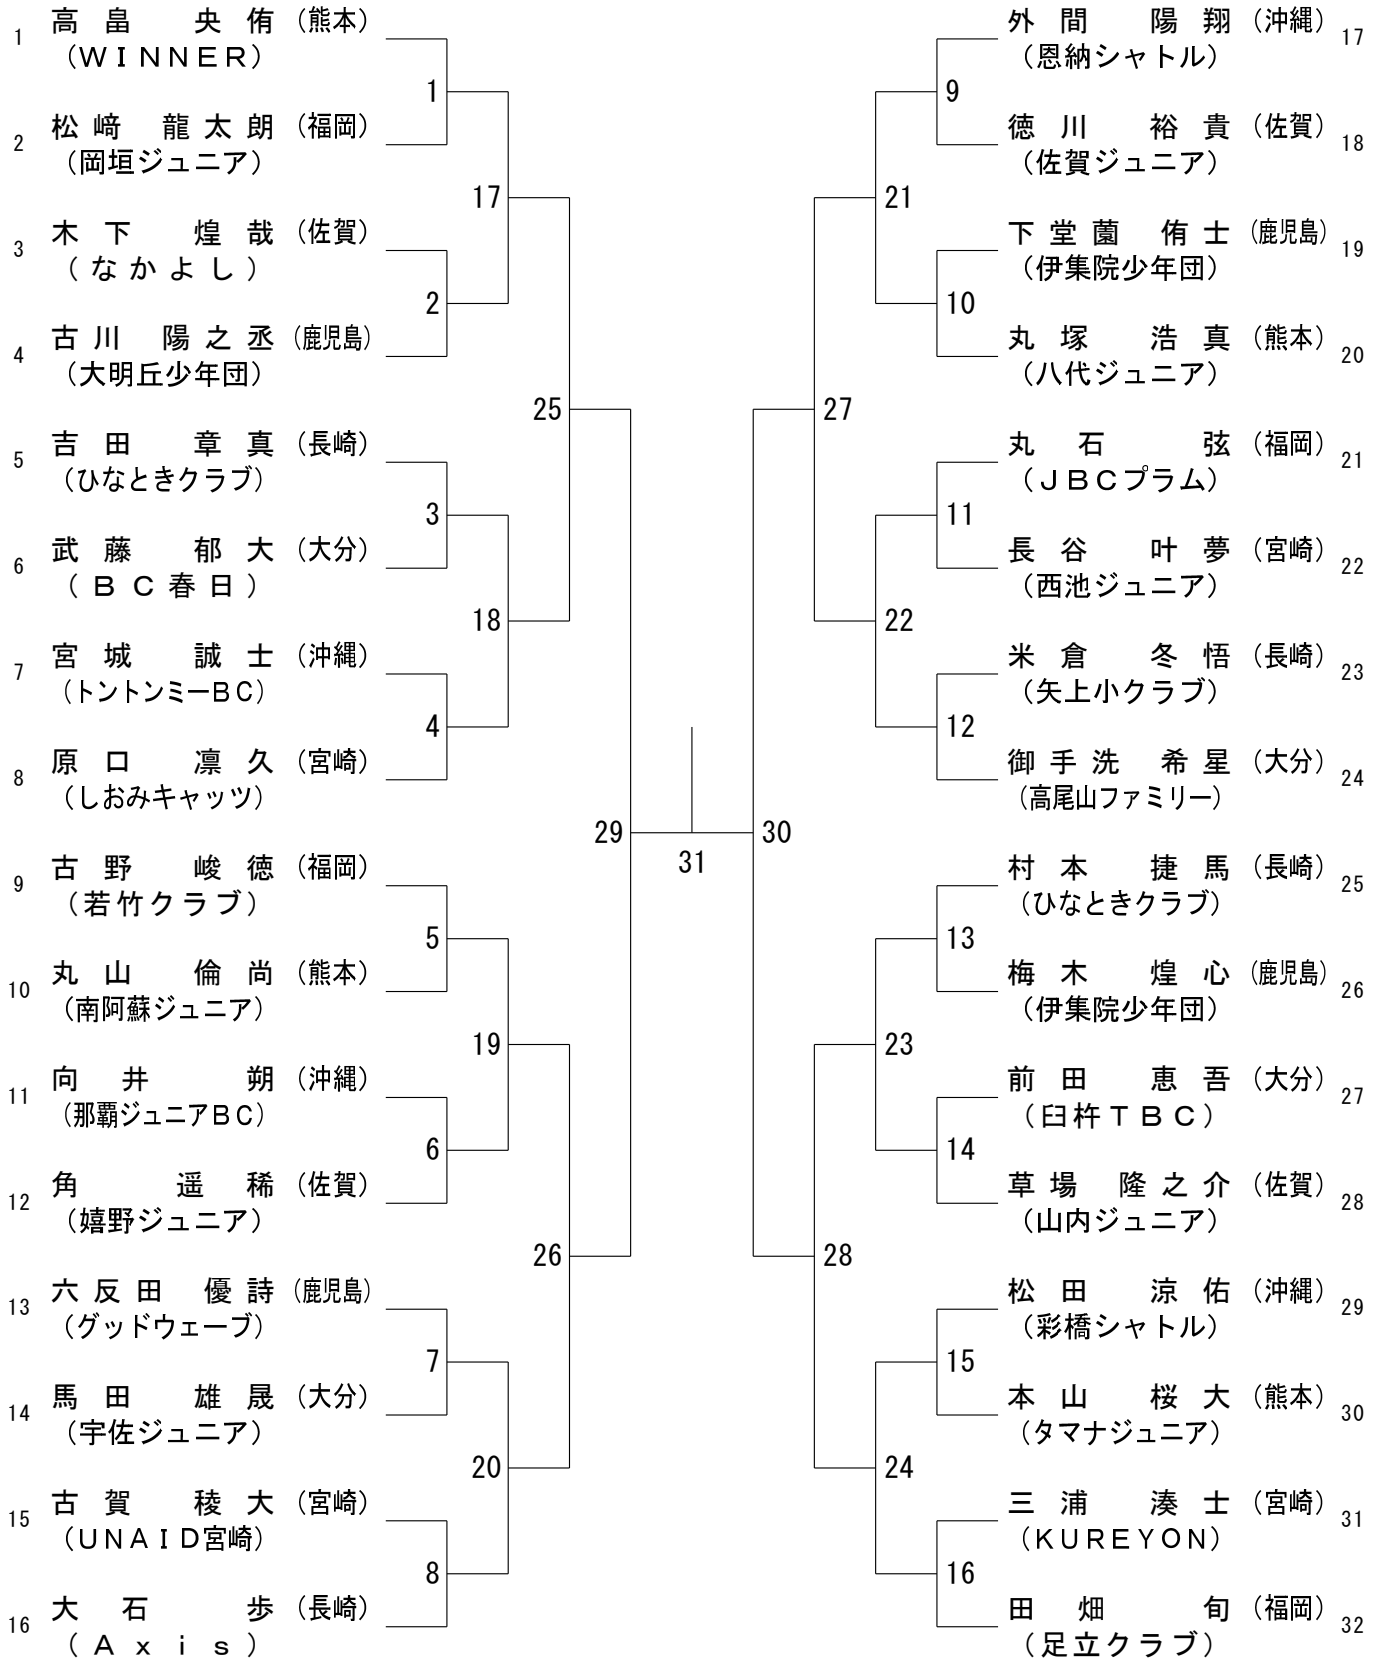 1 高畠 央侑 （熊本）
（ＷＩＮＮＥＲ）
2 松﨑 龍太朗 （福岡）
（岡垣ジュニア）
3 木下 煌哉 （佐賀）
（なかよし）
4 古川 陽之丞 （鹿児島）
（大明丘少年団）
5 吉田 章真 （長崎）
（ひなときクラブ）
6 武藤 郁大 （大分）
（ＢＣ春日）
7 宮城 誠士 （沖縄）
（トントンミーＢＣ）
8 原口 凛久 （宮崎）
（しおみキャッツ）
9 古野 峻徳 （福岡）
（若竹クラブ）
10 丸山 倫尚 （熊本）
（南阿蘇ジュニア）
11 向井 朔 （沖縄）
（那覇ジュニアＢＣ）
12 角 遥稀 （佐賀）
（嬉野ジュニア）
13 六反田 優詩 （鹿児島）
（グッドウェーブ）
14 馬田 雄晟 （大分）
（宇佐ジュニア）
15 古賀 稜大 （宮崎）
（ＵＮＡＩＤ宮崎）
16 大石 歩 （長崎）
（Ａｘｉｓ）
1
2
3
4
5
6
7
8
17
18
19
20
25
26
29
31
30
27
28
21
22
23
24
9
10
11
12
13
14
15
16
外間 陽翔 （沖縄） 17
（恩納シャトル）
徳川 裕貴 （佐賀） 18
（佐賀ジュニア）
下堂薗 侑士 （鹿児島） 19
（伊集院少年団）
丸塚 浩真 （熊本） 20
（八代ジュニア）
丸石 弦 （福岡） 21
（ＪＢＣプラム）
長谷 叶夢 （宮崎） 22
（西池ジュニア）
米倉 冬悟 （長崎） 23
（矢上小クラブ）
御手洗 希星 （大分） 24
（高尾山ファミリー）
村本 捷馬 （長崎） 25
（ひなときクラブ）
梅木 煌心 （鹿児島） 26
（伊集院少年団）
前田 恵吾 （大分） 27
（臼杵ＴＢＣ）
草場 隆之介 （佐賀） 28
（山内ジュニア）
松田 涼佑 （沖縄） 29
（彩橋シャトル）
本山 桜大 （熊本） 30
（タマナジュニア）
三浦 湊士 （宮崎） 31
（ＫＵＲＥＹＯＮ）
田畑 旬 （福岡） 32
（足立クラブ）